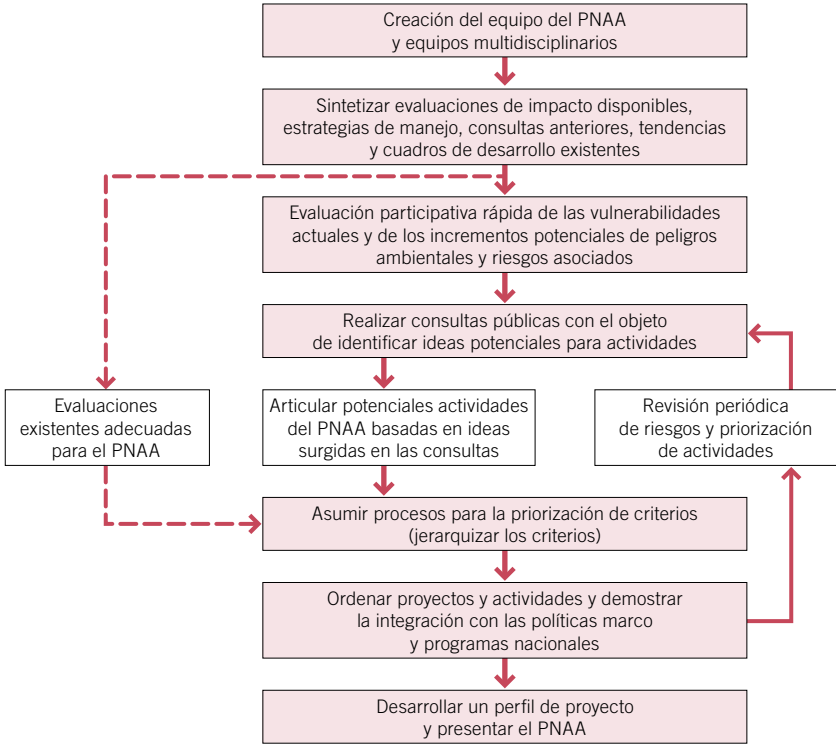 Creación del equipo del PNAA
y equipos multidisciplinarios
Sintetizar evaluaciones de impacto disponibles,
estrategias de manejo, consultas anteriores, tendencias
y cuadros de desarrollo existentes
Evaluación participativa rápida de las vulnerabilidades
actuales y de los incrementos potenciales de peligros
ambientales y riesgos asociados
Realizar consultas públicas con el objeto
de identificar ideas potenciales para actividades
Evaluaciones
existentes adecuadas
para el PNAA
Articular potenciales actividades
del PNAA basadas en ideas
surgidas en las consultas
Revisión periódica
de riesgos y priorización
de actividades
Asumir procesos para la priorización de criterios
(jerarquizar los criterios)
Ordenar proyectos y actividades y demostrar
la integración con las políticas marco
y programas nacionales
Desarrollar un perfil de proyecto
y presentar el PNAA